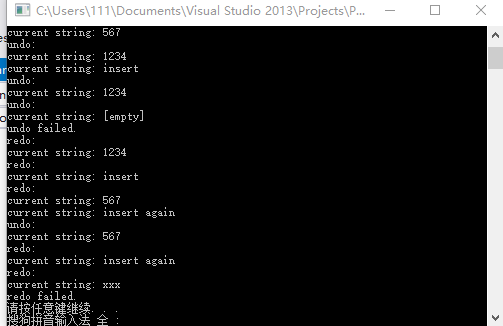 C:\Users\111\Documents\Visual Studio 2013\Projects\P...
current string: 567
undo:
current string: 1234
current string: insert
undo:
current string: 1234
undo:
current string: [empty]
undo failed.
redo:
current string: 1234
redo:
current string: insert
redo:
current string: 567
current string: insert again
undo:
current string: 567
redo:
current string: insert again
redo:
current string: xxx
redo failed.
请按任意键继续. . .
搜狗拼音输入法 全 :